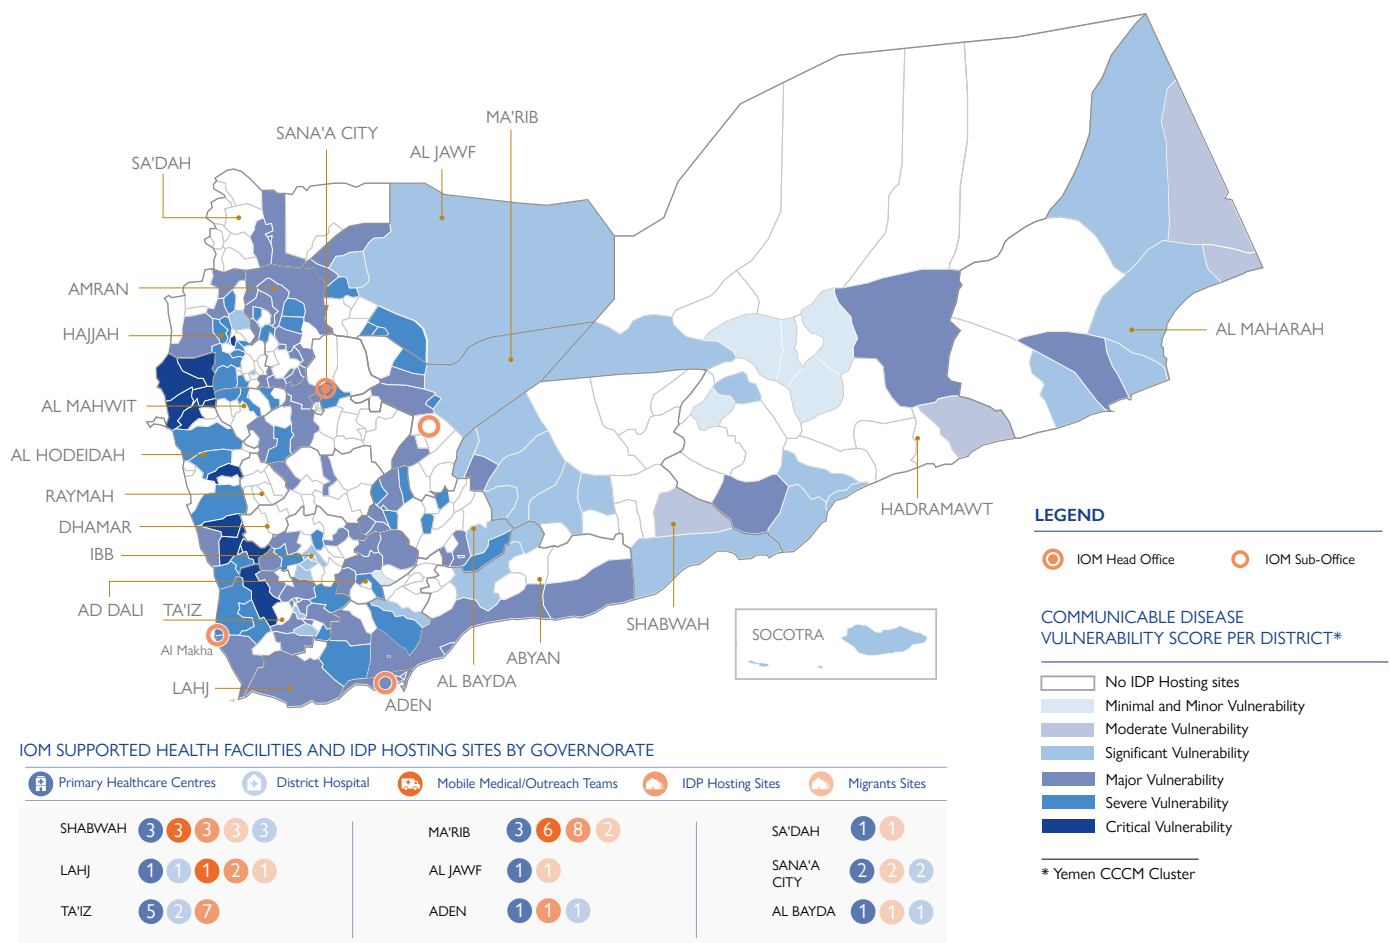 MA'RIB
SANA'A CITY
AL JAWF
SA'DAH
AMRAN
HAJJAH
AL MAHARAH
AL MAHWIT
AL HODEIDAH
RAYMAH
HADRAMAWT
DHAMAR
IBB
AD DALI
TA'IZ
SHABWAH
SOCOTRA
Al Makha
ABYAN
AL BAYDA
LAHJ
ADEN
LEGEND
IOM Head Office
IOM Sub-Office
COMMUNICABLE DISEASE
VULNERABILITY SCORE PER DISTRICT*
No IDP Hosting sites
Minimal and Minor Vulnerability
Moderate Vulnerability
Significant Vulnerability
Major Vulnerability
Severe Vulnerability
Critical Vulnerability
* Yemen CCCM Cluster
IOM SUPPORTED HEALTH FACILITIES AND IDP HOSTING SITES BY GOVERNORATE
Primary Healthcare Centres District Hospital Mobile Medical/Outreach Teams IDP Hosting Sites Migrants Sites
SHABWAH 3 3 3 3 3
LAHJ 1 1 1 2 1
TA'IZ 5 2 7
MA'RIB 3 6 8 2
AL JAWF 1 1
ADEN 1 1 1
SA'DAH 1 1
SANA'A
CITY 2 2 2
AL BAYDA 1 1 1